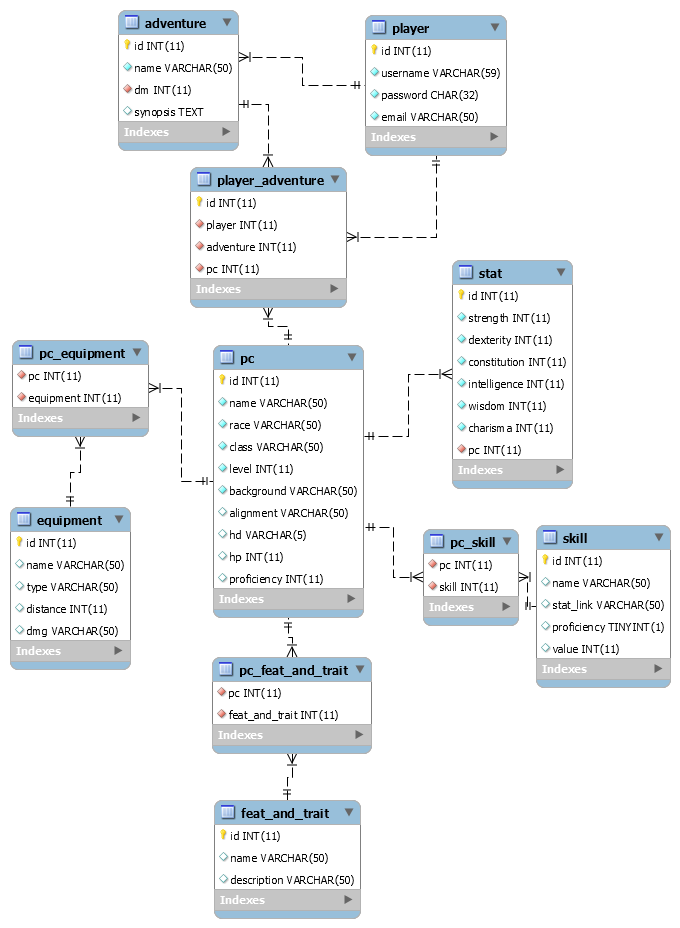 adventure
id INT(11)
name VARCHAR(50)
dm INT(11)
synopsis TEXT
Indexes
player
id INT(11)
username VARCHAR(59)
password CHAR(32)
email VARCHAR(50)
Indexes
player_adventure
id INT(11)
player INT(11)
adventure INT(11)
pc INT(11)
Indexes
stat
id INT(11)
strength INT(11)
dexterity INT(11)
constitution INT(11)
intelligence INT(11)
wisdom INT(11)
charisma INT(11)
pc INT(11)
Indexes
pc_equipment
pc INT(11)
equipment INT(11)
Indexes
pc
id INT(11)
name VARCHAR(50)
race VARCHAR(50)
class VARCHAR(50)
level INT(11)
background VARCHAR(50)
alignment VARCHAR(50)
hd VARCHAR(5)
hp INT(11)
proficiency INT(11)
Indexes
equipment
id INT(11)
name VARCHAR(50)
type VARCHAR(50)
distance INT(11)
dmg VARCHAR(50)
Indexes
pc_skill
pc INT(11)
skill INT(11)
Indexes
skill
id INT(11)
name VARCHAR(50)
stat_link VARCHAR(50)
proficiency TINYINT(1)
value INT(11)
Indexes
pc_feat_and_trait
pc INT(11)
feat_and_trait INT(11)
Indexes
feat_and_trait
id INT(11)
name VARCHAR(50)
description VARCHAR(50)
Indexes